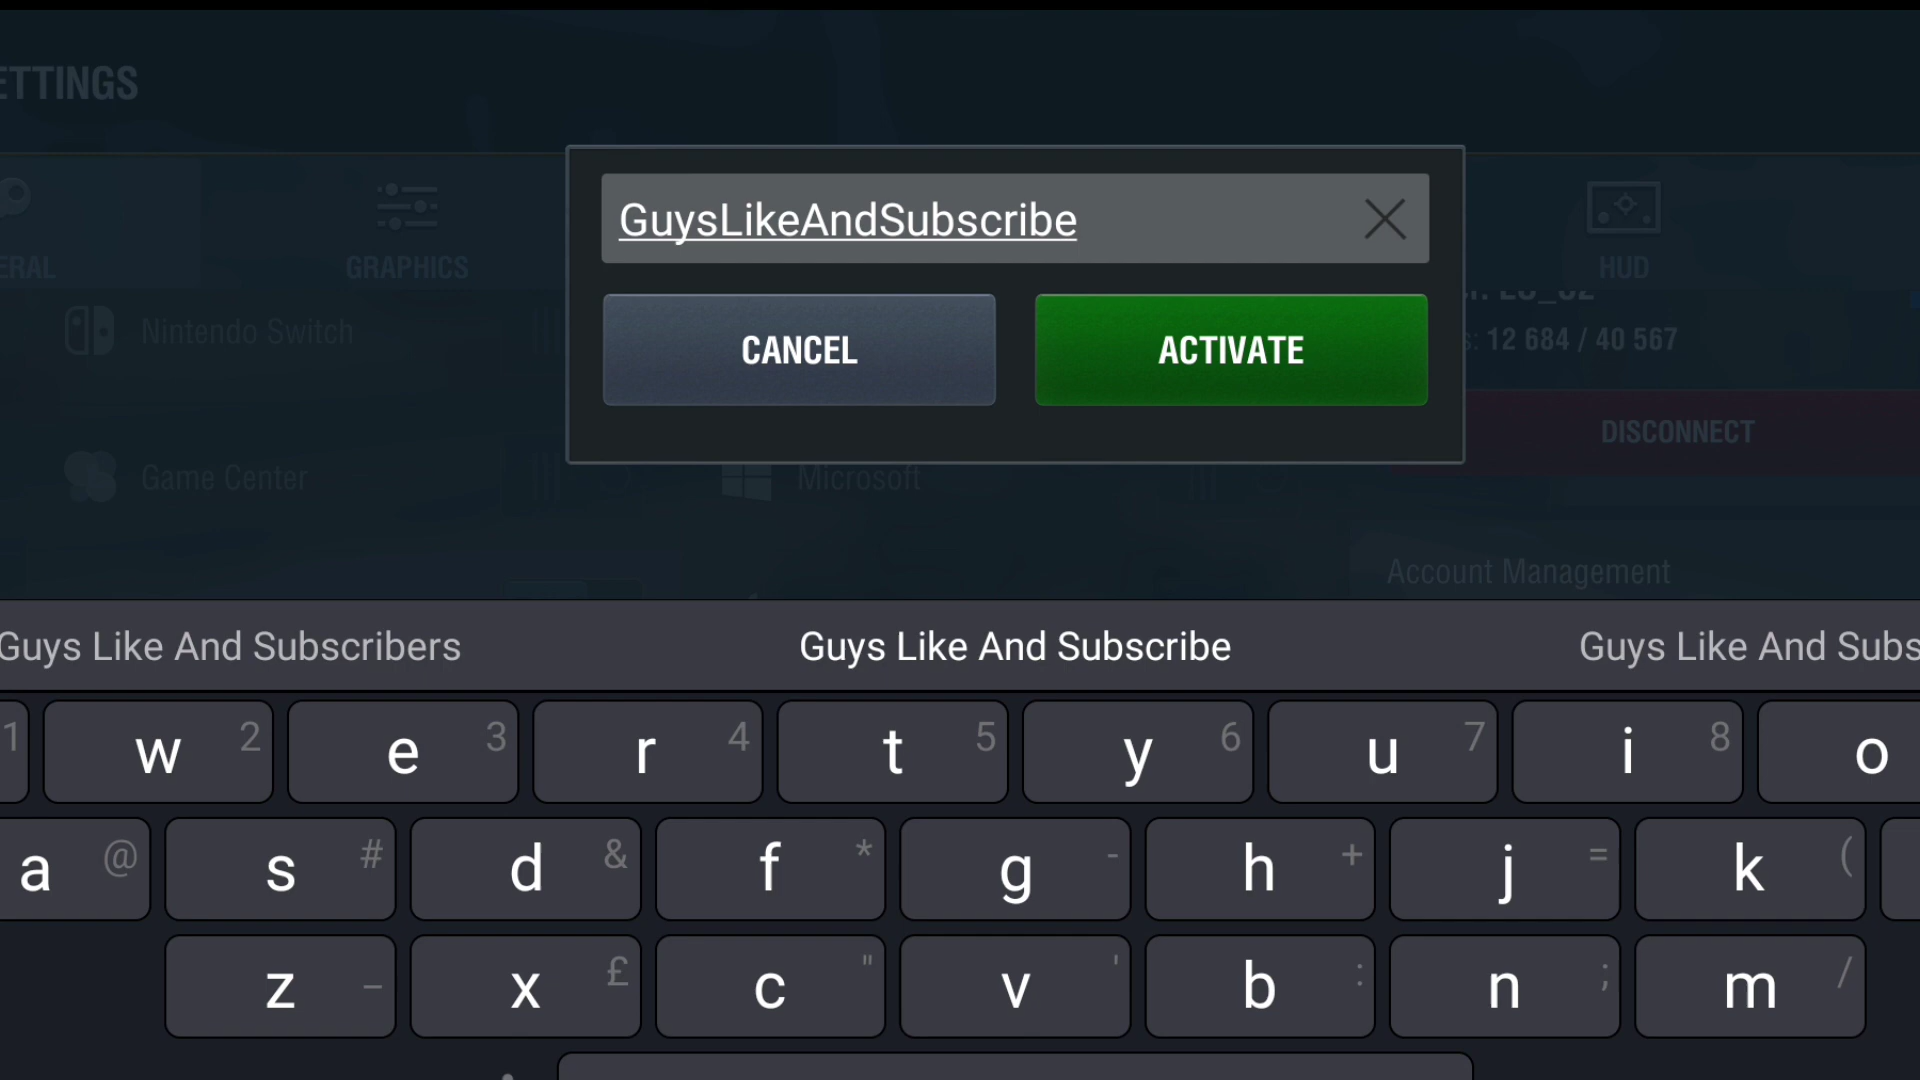 ETTINGS
GuysLikeAndSubscribe
ERAL
GRAPHICS
HUD
Nintendo Switch
CANCEL
ACTIVATE
s: 12 684 / 40 567
DISCONNECT
Game Center
Microsoft
Account Management
Guys Like And Subscribers
Guys Like And Subscribe
Guys Like And Subs
1 w 2 e 3 r 4 t 5 y 6 u 7 i 8 o
a @ s # d & f * g - h + j = k (
z _ x £ c " v ' b : n ; m /